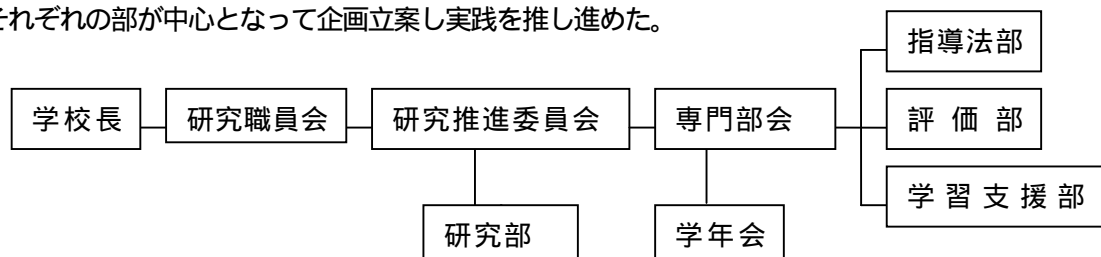 それぞれの部が中心となって企画立案し実践を推し進めた。
指導法部
学校長 研究職員会 研究推進委員会 専門部会 評価部
学習支援部
研究部 学年会